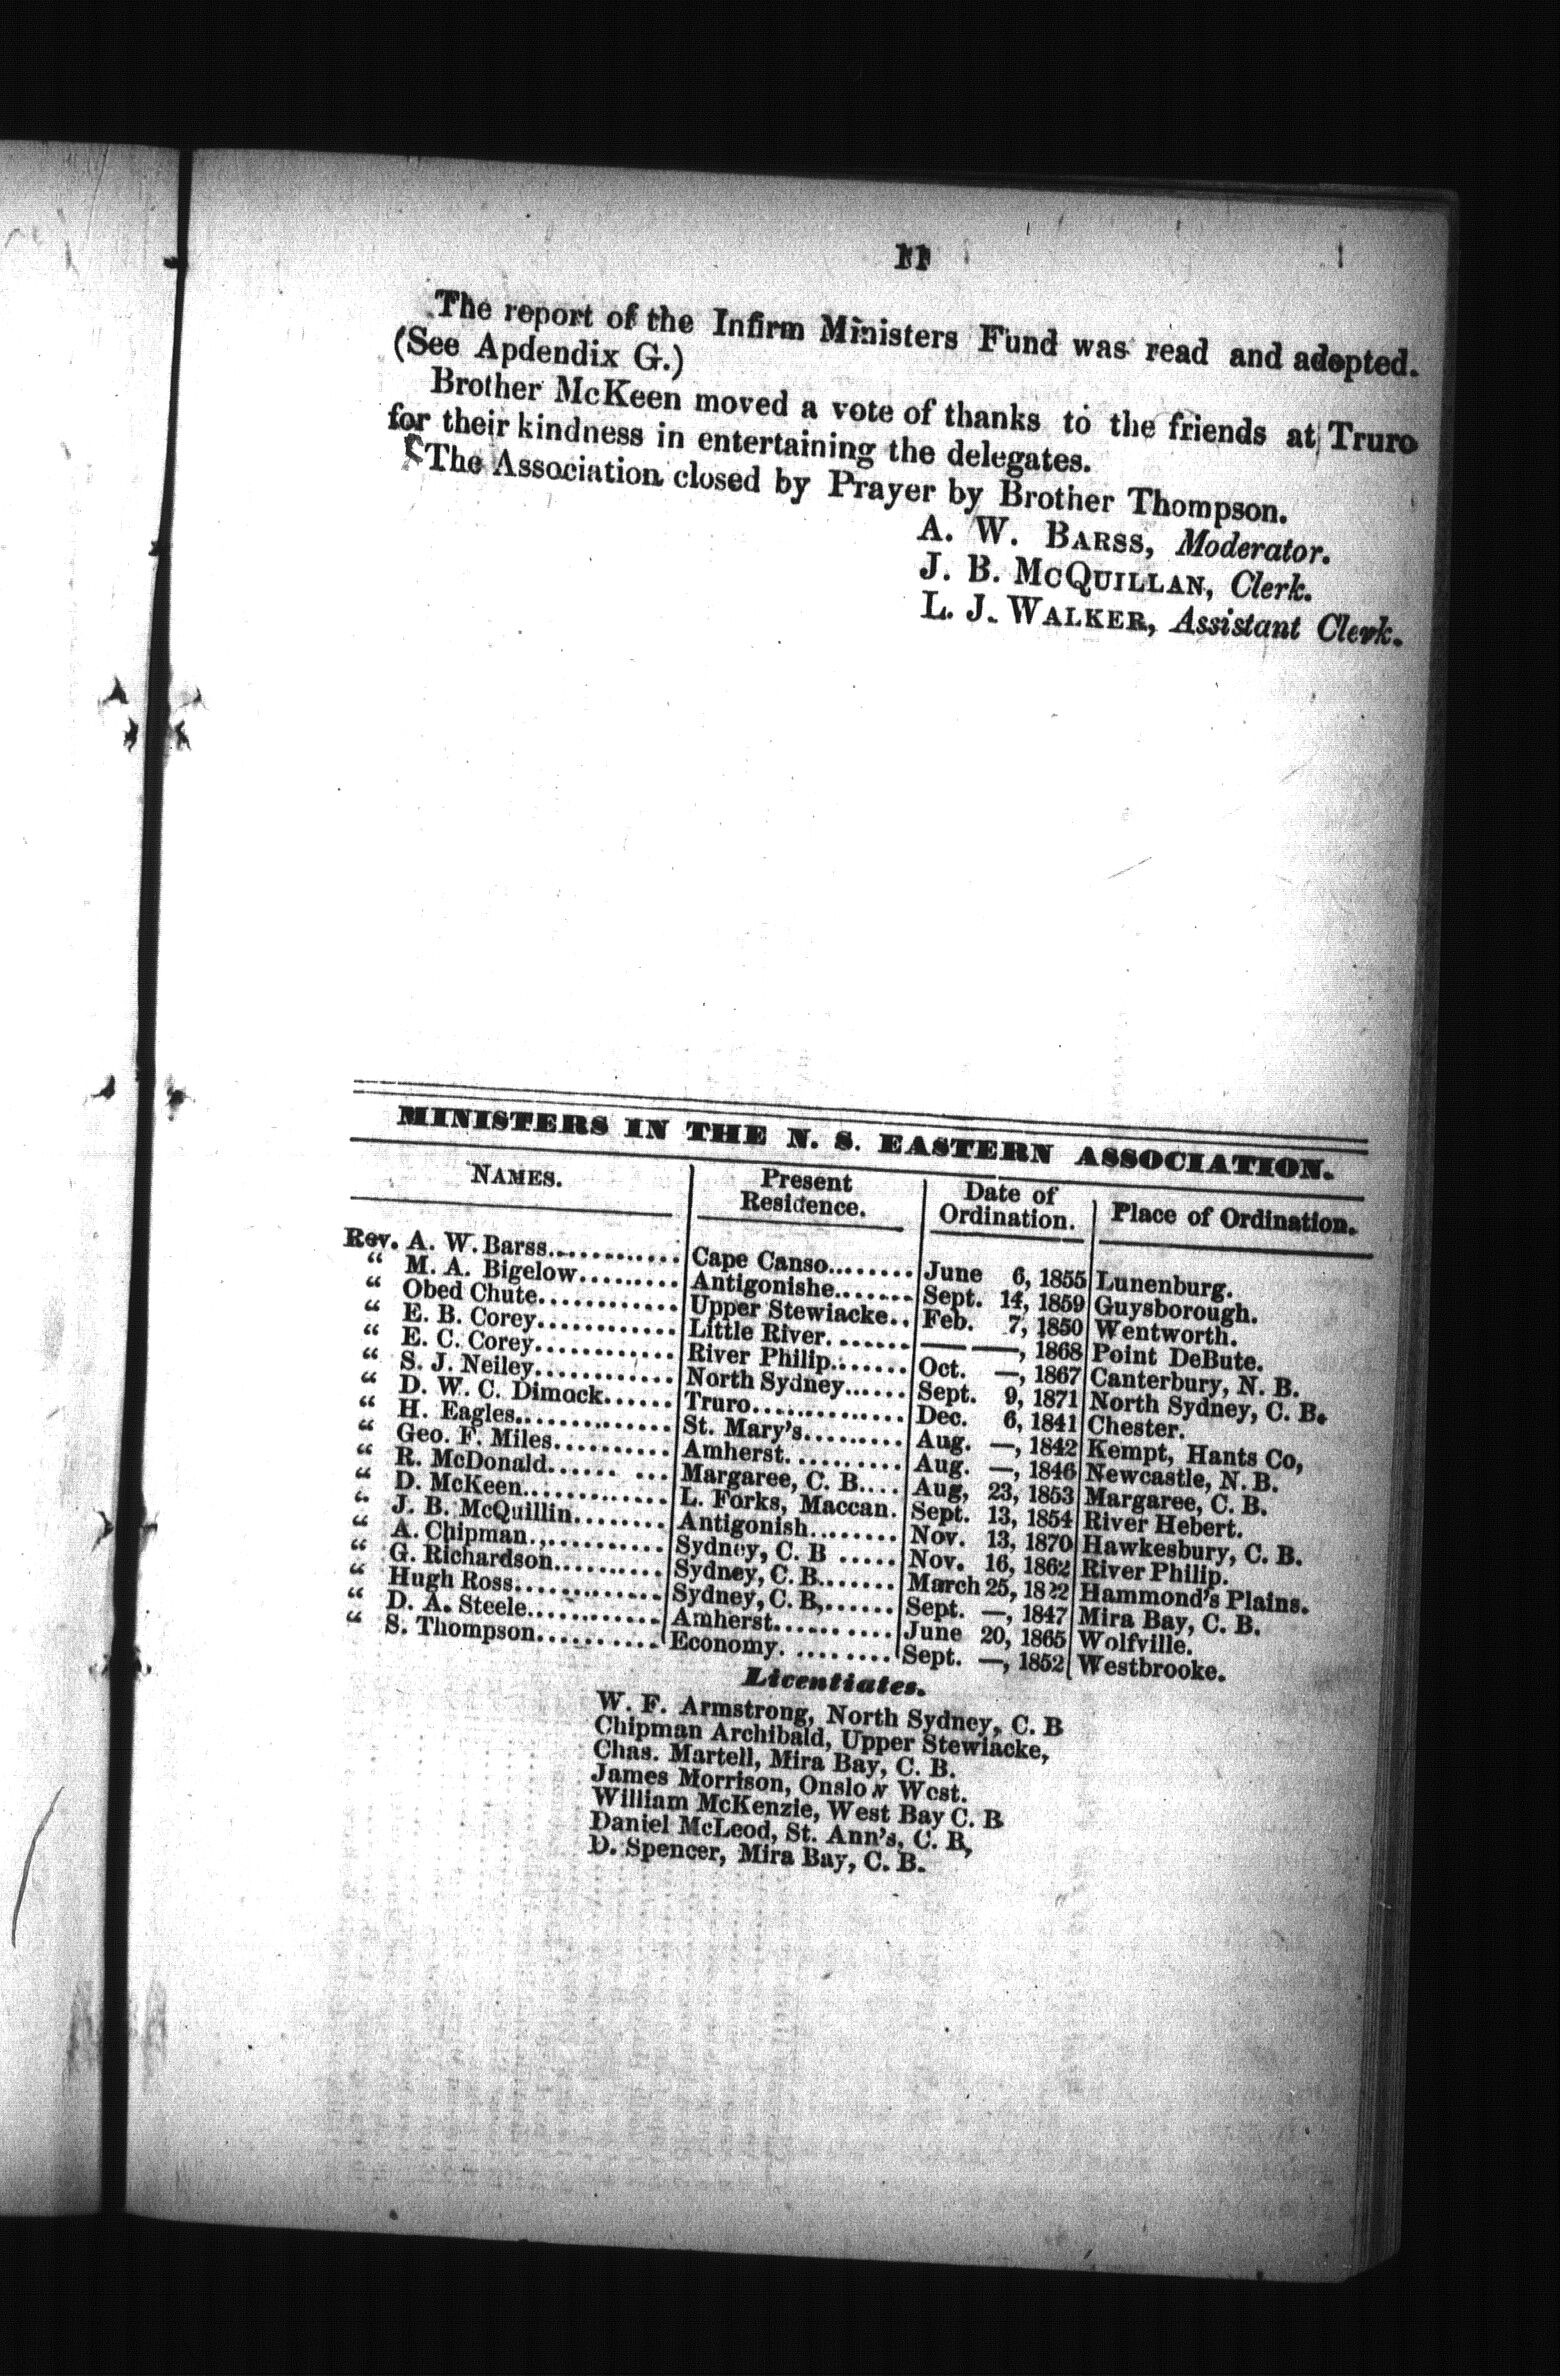 11
The report of the Infirm Ministers Fund was read and adopted.
(See Apdendix G.)
Brother McKeen moved a vote of thanks to the friends at Truro
for their kindness in entertaining the delegates.
The Association closed by Prayer by Brother Thompson.
A. W. BARSS, Moderator.
J. B. MCQUILLAN, Clerk.
L. J. WALKER, Assistant Clerk.
MINISTERS IN THE N. S. EASTERN ASSOCIATION.
NAMES. Present Residence. Date of Ordination. Place of Ordination.
Rev. A. W. Barss............ Cape Canso........ June 6, 1855 Lunenburg.
“ M. A. Bigelow......... Antigonishe....... Sept. 14, 1859 Guysborough.
“ Obed Chute............ Upper Stewiacke.. Feb. 7, 1850 Wentworth.
“ E. B. Corey............ Little River....... —— ——, 1868 Point DeBute.
“ E. C. Corey............ River Philip....... Oct. —, 1867 Canterbury, N. B.
“ S. J. Neiley............ North Sydney...... Sept. 9, 1871 North Sydney, C. B.
“ D. W. C. Dimock...... Truro.............. Dec. 6, 1841 Chester.
“ H. Eagles............. St. Mary's......... Aug. —, 1842 Kempt, Hants Co,
“ Geo. F. Miles.......... Amherst.......... Aug. —, 1846 Newcastle, N. B.
“ R. McDonald...... ... Margaree, C. B.... Aug, 23, 1853 Margaree, C. B.
“ D. McKeen............. L. Forks, Maccan. Sept. 13, 1854 River Hebert.
“ J. B. McQuillin........ Antigonish........ Nov. 13, 1870 Hawkesbury, C. B.
“ A. Chipman.,.......... Sydney, C. B ..... Nov. 16, 1862 River Philip.
“ G. Richardson.......... Sydney, C. B....... March 25, 18 Hammond's Plains.
“ Hugh Ross............. Sydney, C. B,...... Sept. —, 1847 Mira Bay, C. B.
“ D. A. Steele............ Amherst.......... June 20, 1865 Wolfville.
“ S. Thompson.......... Economy. ........ Sept. —, 1852 Westbrooke.
Licentiates.
W. F. Armstrong, North Sydney, C. B
Chipman Archibald, Upper Stewiacke,
Chas. Martell, Mira Bay, C. B.
James Morrison, Onslow West.
William McKenzie, West Bay C. B
Daniel McLeod, St. Ann's, C. B,
D. Spencer, Mira Bay, C. B.